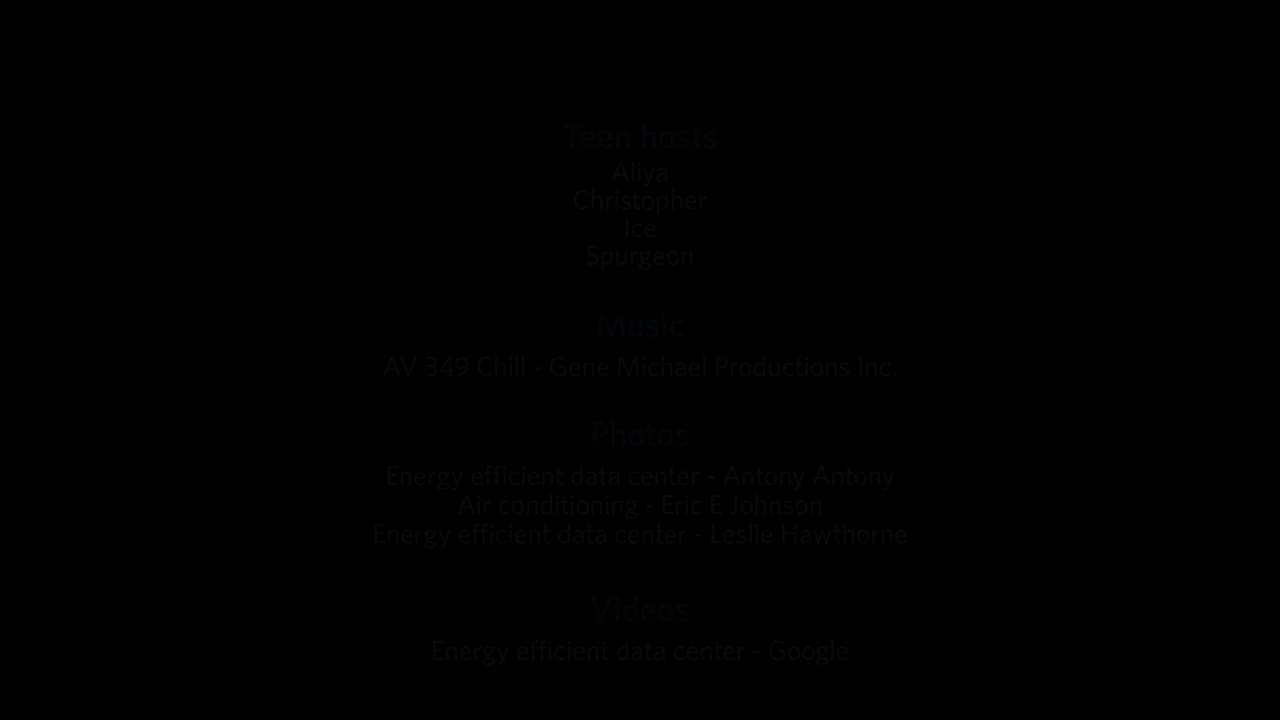 Teen hosts
Aliya
Christopher
Ice
Spurgeon
Music
AV 349 Chill - Gene Michael Productions Inc.
Photos
Energy efficient data center - Antony Antony
Air conditioning - Eric E Johnson
Energy efficient data center - Leslie Hawthorne
Videos
Energy efficient data center - Google